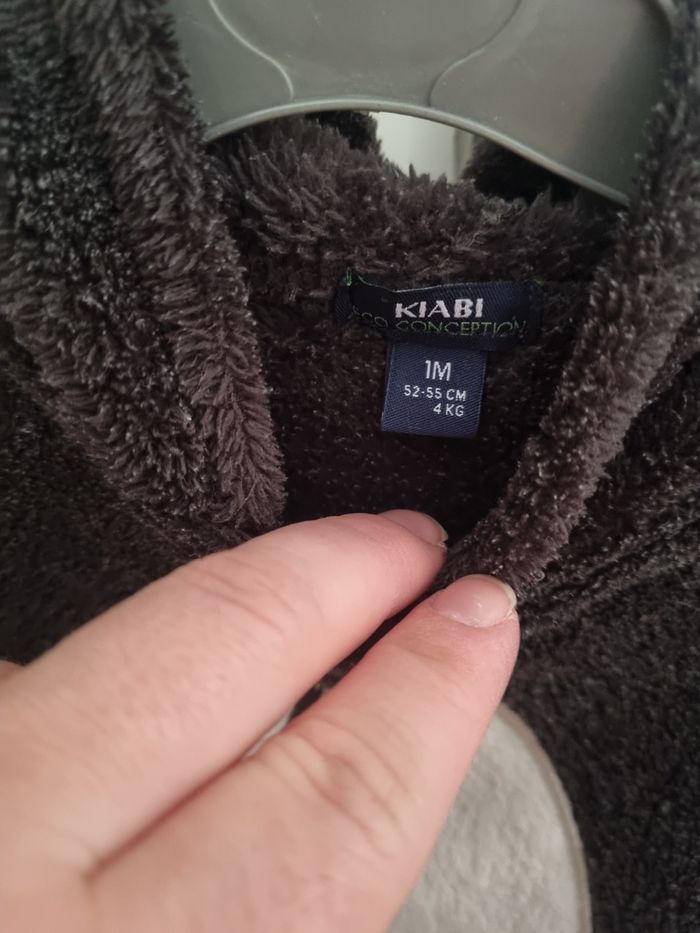 KIABI
ECO CONCEPTION
1M
52-55 CM
4 KG